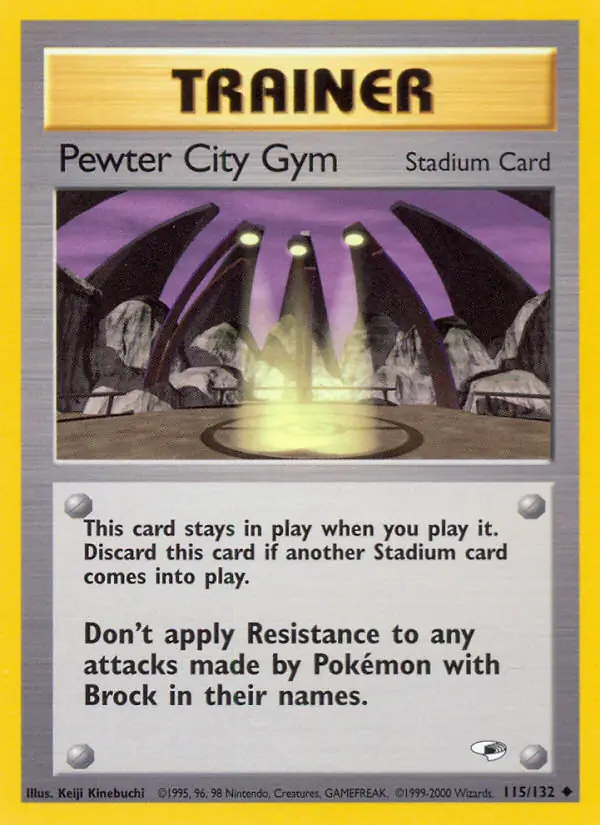 TRAINER
Pewter City Gym Stadium Card
This card stays in play when you play it.
Discard this card if another Stadium card
comes into play.
Don't apply Resistance to any
attacks made by Pokémon with
Brock in their names.
Illus. Keiji Kinebuchi ©1995, 96, 98 Nintendo, Creatures, GAMEFREAK. ©1999-2000 Wizards. 115/132